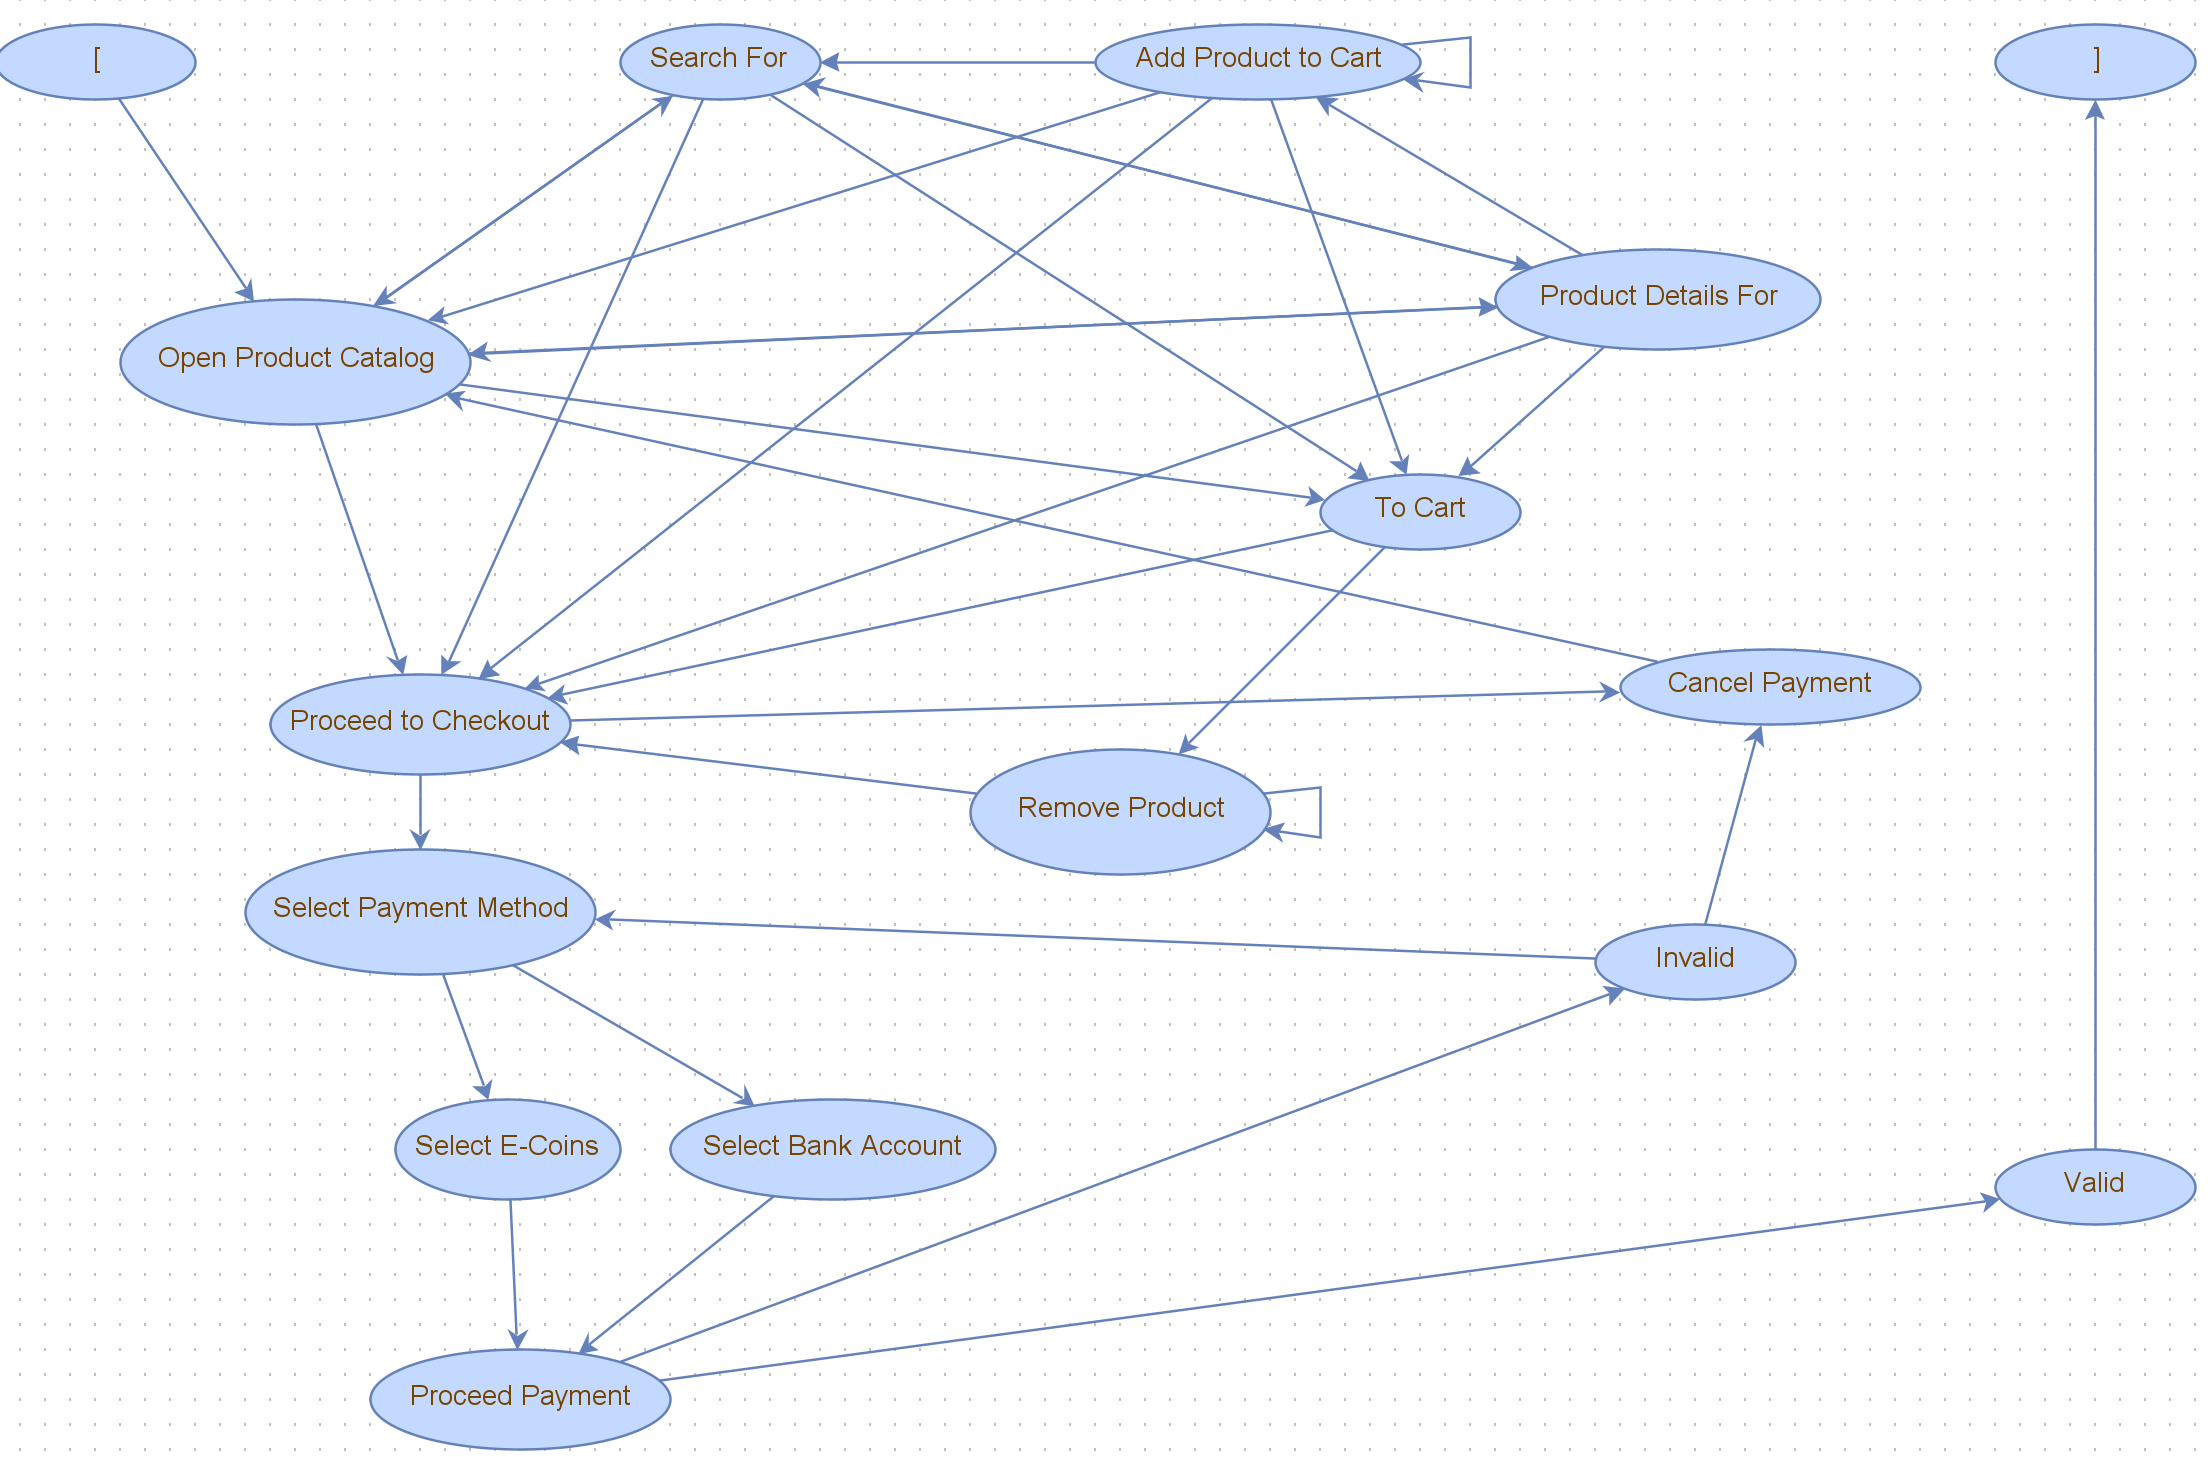 [
Search For
Add Product to Cart
]
Product Details For
Open Product Catalog
To Cart
Cancel Payment
Proceed to Checkout
Remove Product
Select Payment Method
Invalid
Select E-Coins
Select Bank Account
Valid
Proceed Payment